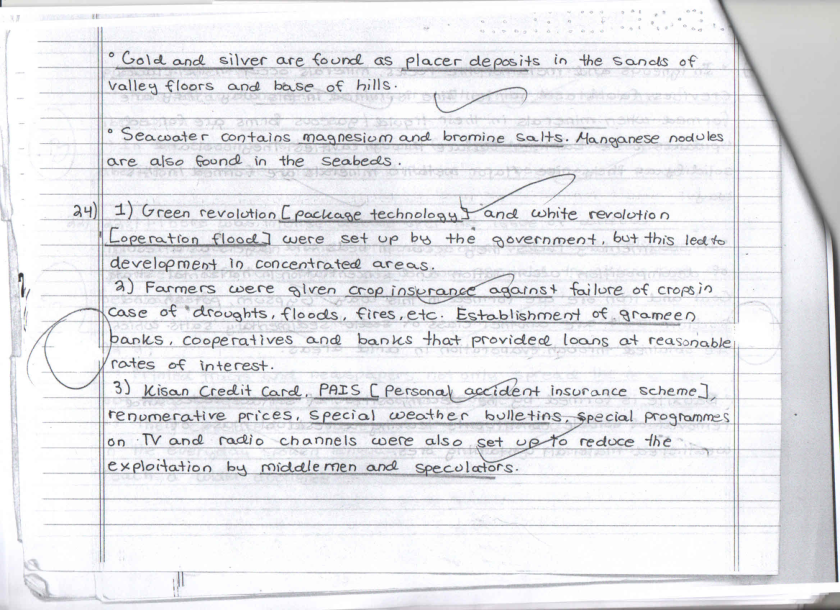 ° Gold and silver are found as placer deposits in the sands of
valley floors and base of hills.
° Seawater contains magnesium and bromine salts. Manganese nodules
are also found in the seabeds.
24) 1) Green revolution [package technology] and white revolution
[operation flood] were set up by the government, but this led to
development in concentrated areas.
2) Farmers were given crop insurance against failure of crops in
case of droughts, floods, fires, etc. Establishment of grameen
banks, cooperatives and banks that provided loans at reasonable
rates of interest.
3) Kisan Credit Card, PAIS [Personal accident insurance scheme],
renumerative prices, special weather bulletins, special programmes
on TV and radio channels were also set up to reduce the
exploitation by middlemen and speculators.